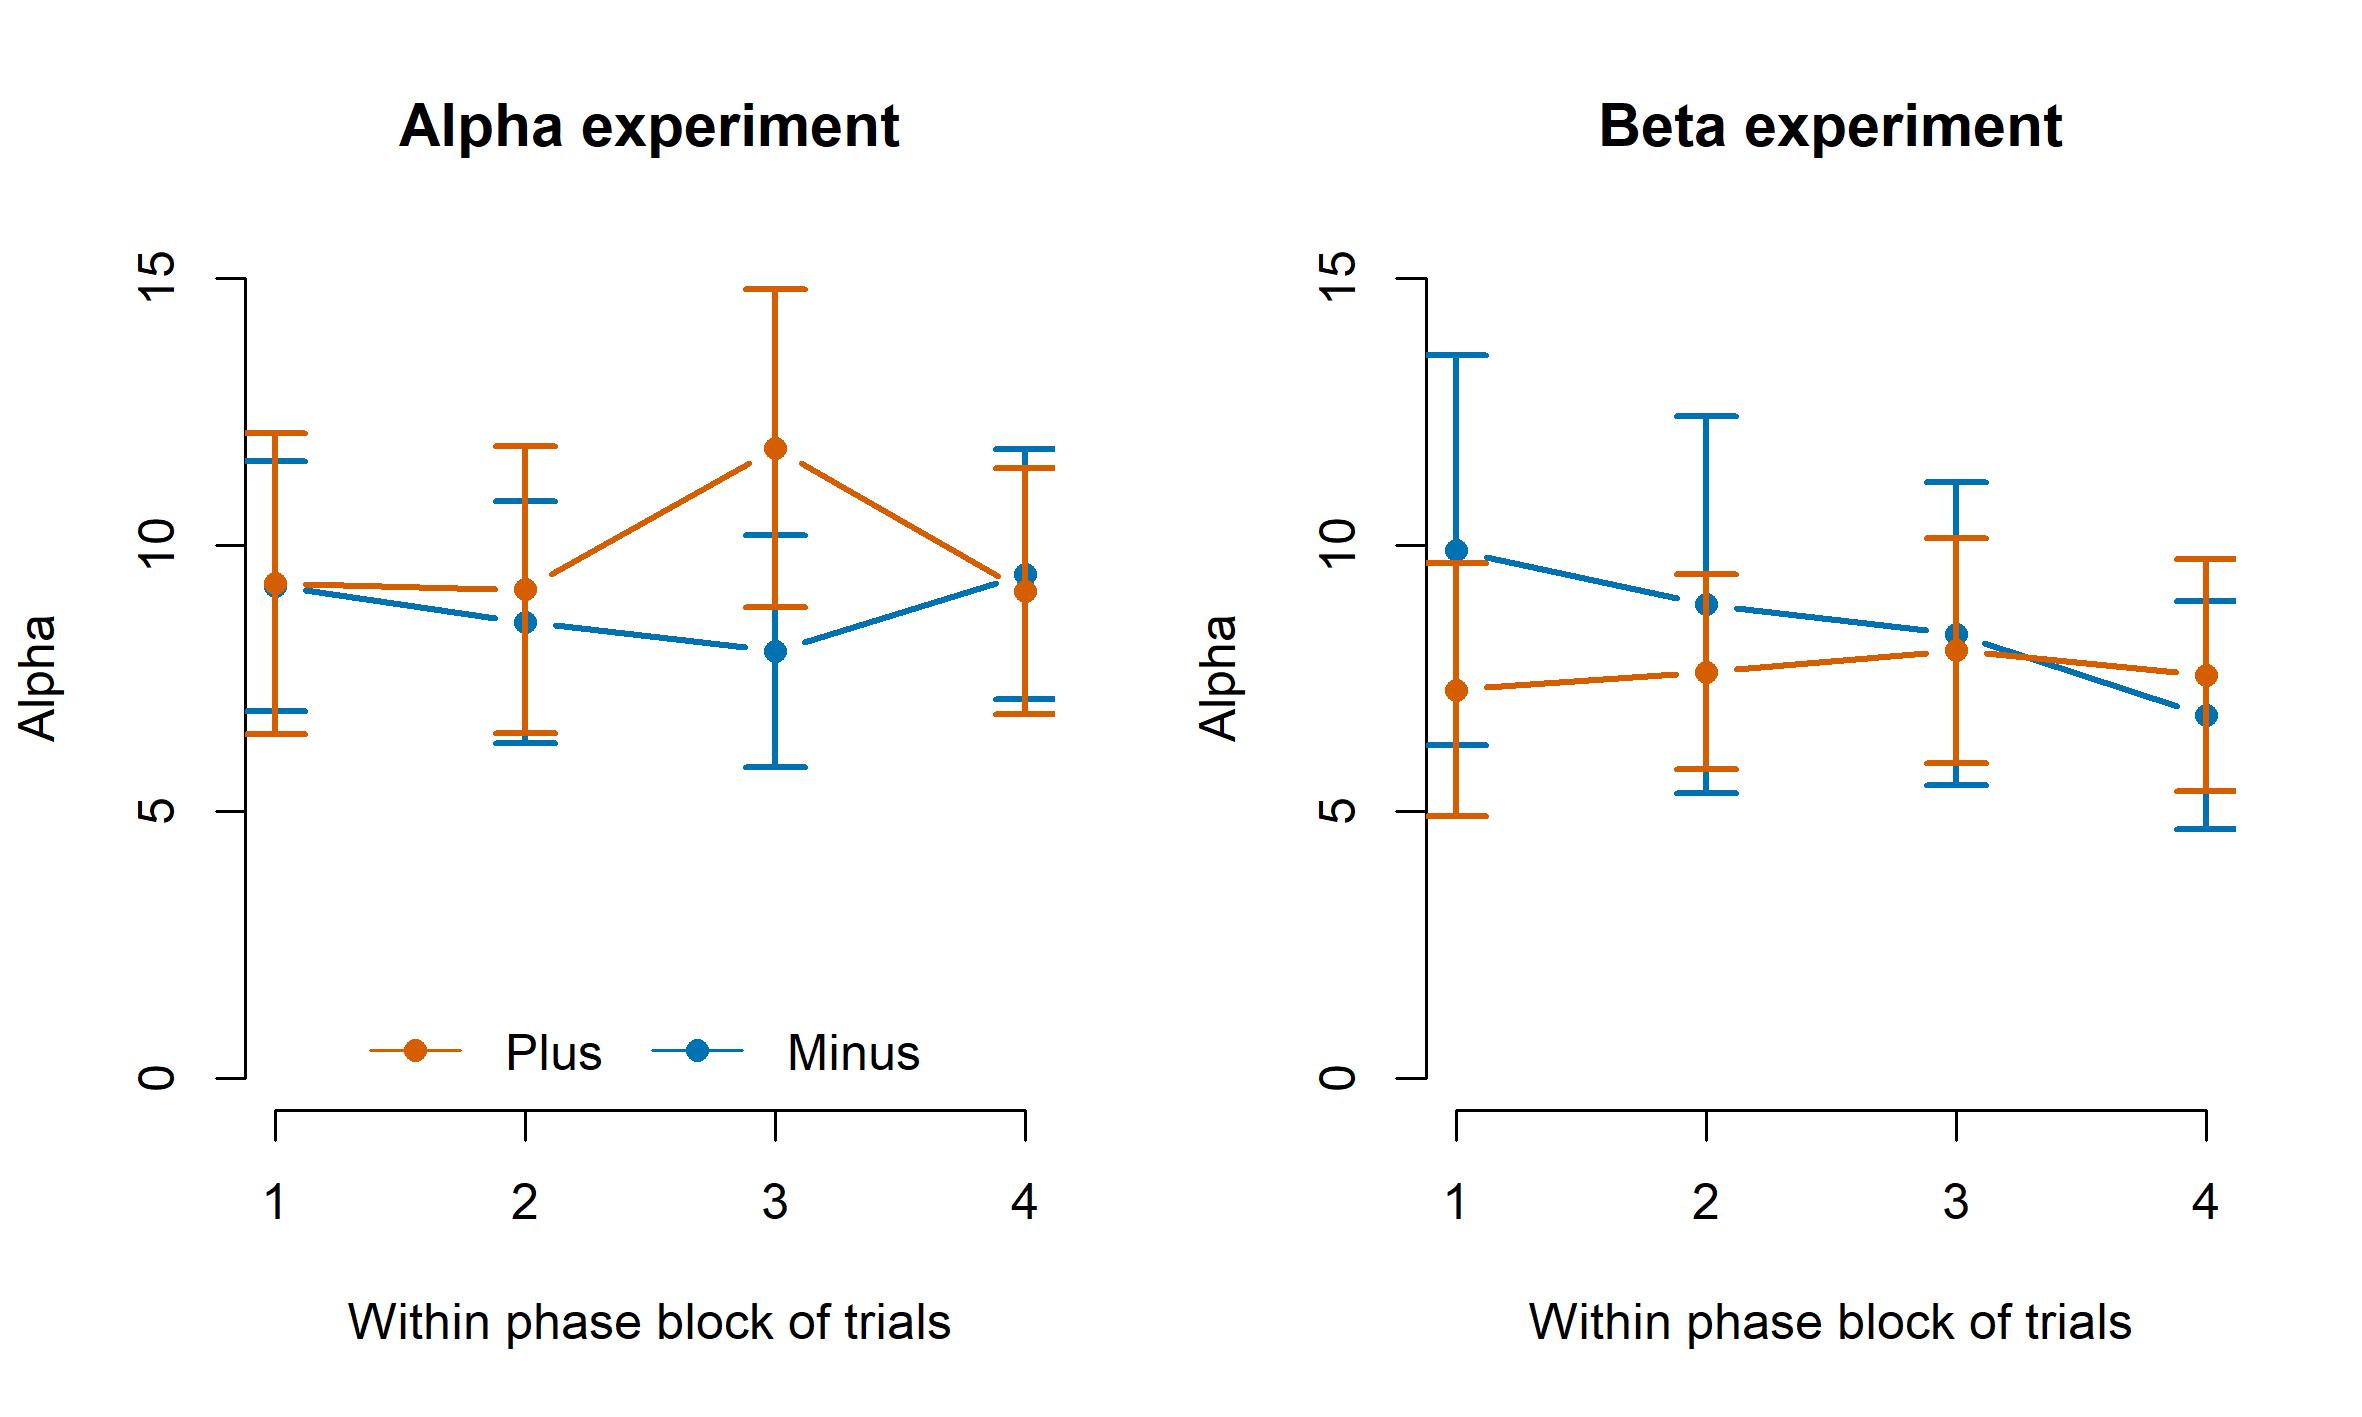 Alpha experiment
Alpha
15
10
5
0
Plus Minus
1 2 3 4
Within phase block of trials
Beta experiment
Alpha
15
10
5
0
1 2 3 4
Within phase block of trials